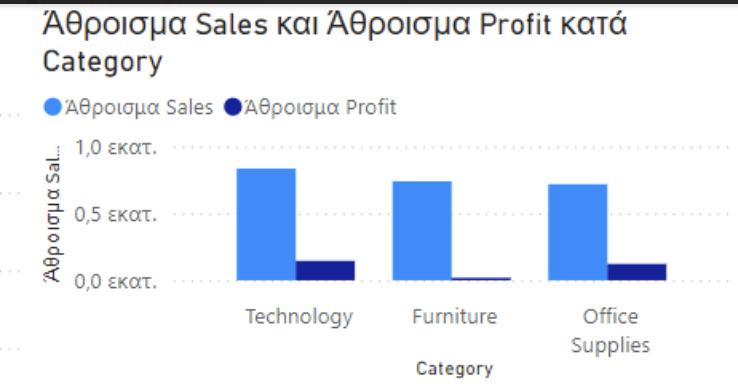 Άθροισμα Sales και Άθροισμα Profit κατά
Category
Άθροισμα Sales Άθροισμα Profit
Άθροισμα Sal...
1,0 εκατ.
0,5 εκατ.
0,0 εκατ.
Technology Furniture Office
Supplies
Category